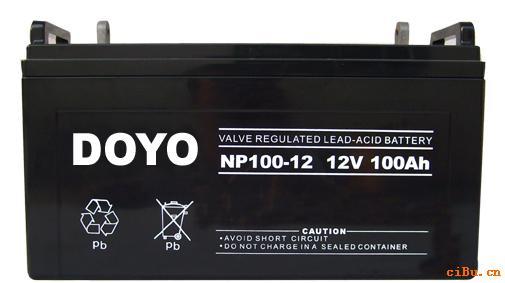 DOYO
VALVE REGULATED LEAD-ACID BATTERY
NP100-12 12V 100Ah
Pb
Pb
CAUTION
•AVOID SHORT CIRCUIT
•DO NOT CHARGE IN A SEALED CONTAINER
ciBu.cn